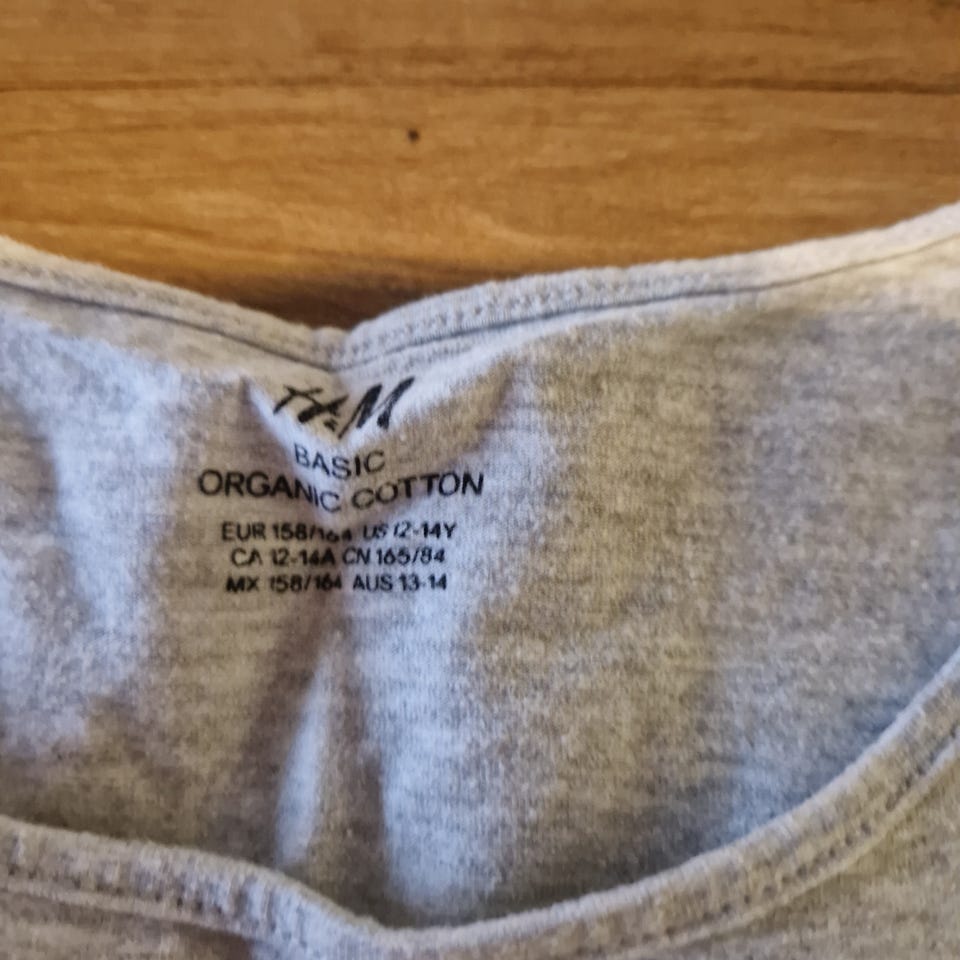 H&M
BASIC
ORGANIC COTTON
EUR 158/164 US 12-14Y
CA 12-14A CN 165/84
MX 158/164 AUS 13-14